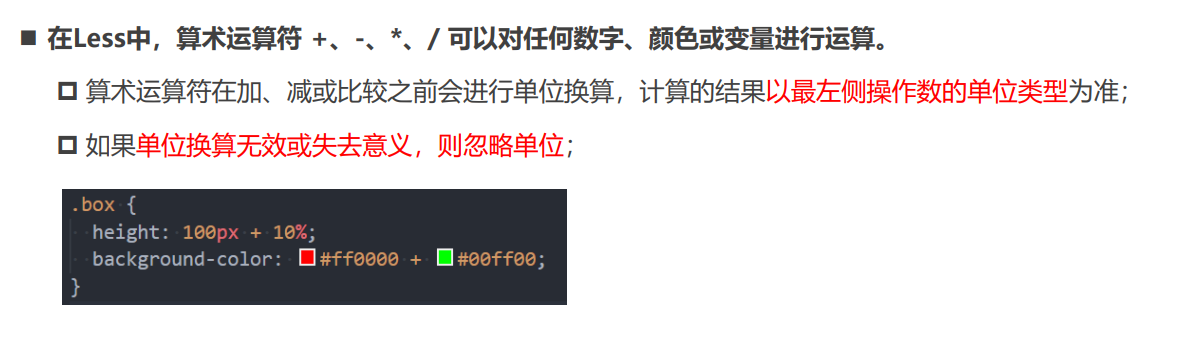 在Less中，算术运算符 +、-、*、/ 可以对任何数字、颜色或变量进行运算。
算术运算符在加、减或比较之前会进行单位换算，计算的结果以最左侧操作数的单位类型为准；
如果单位换算无效或失去意义，则忽略单位；
.box {
height: 100px + 10%;
background-color: #ff0000 + #00ff00;
}